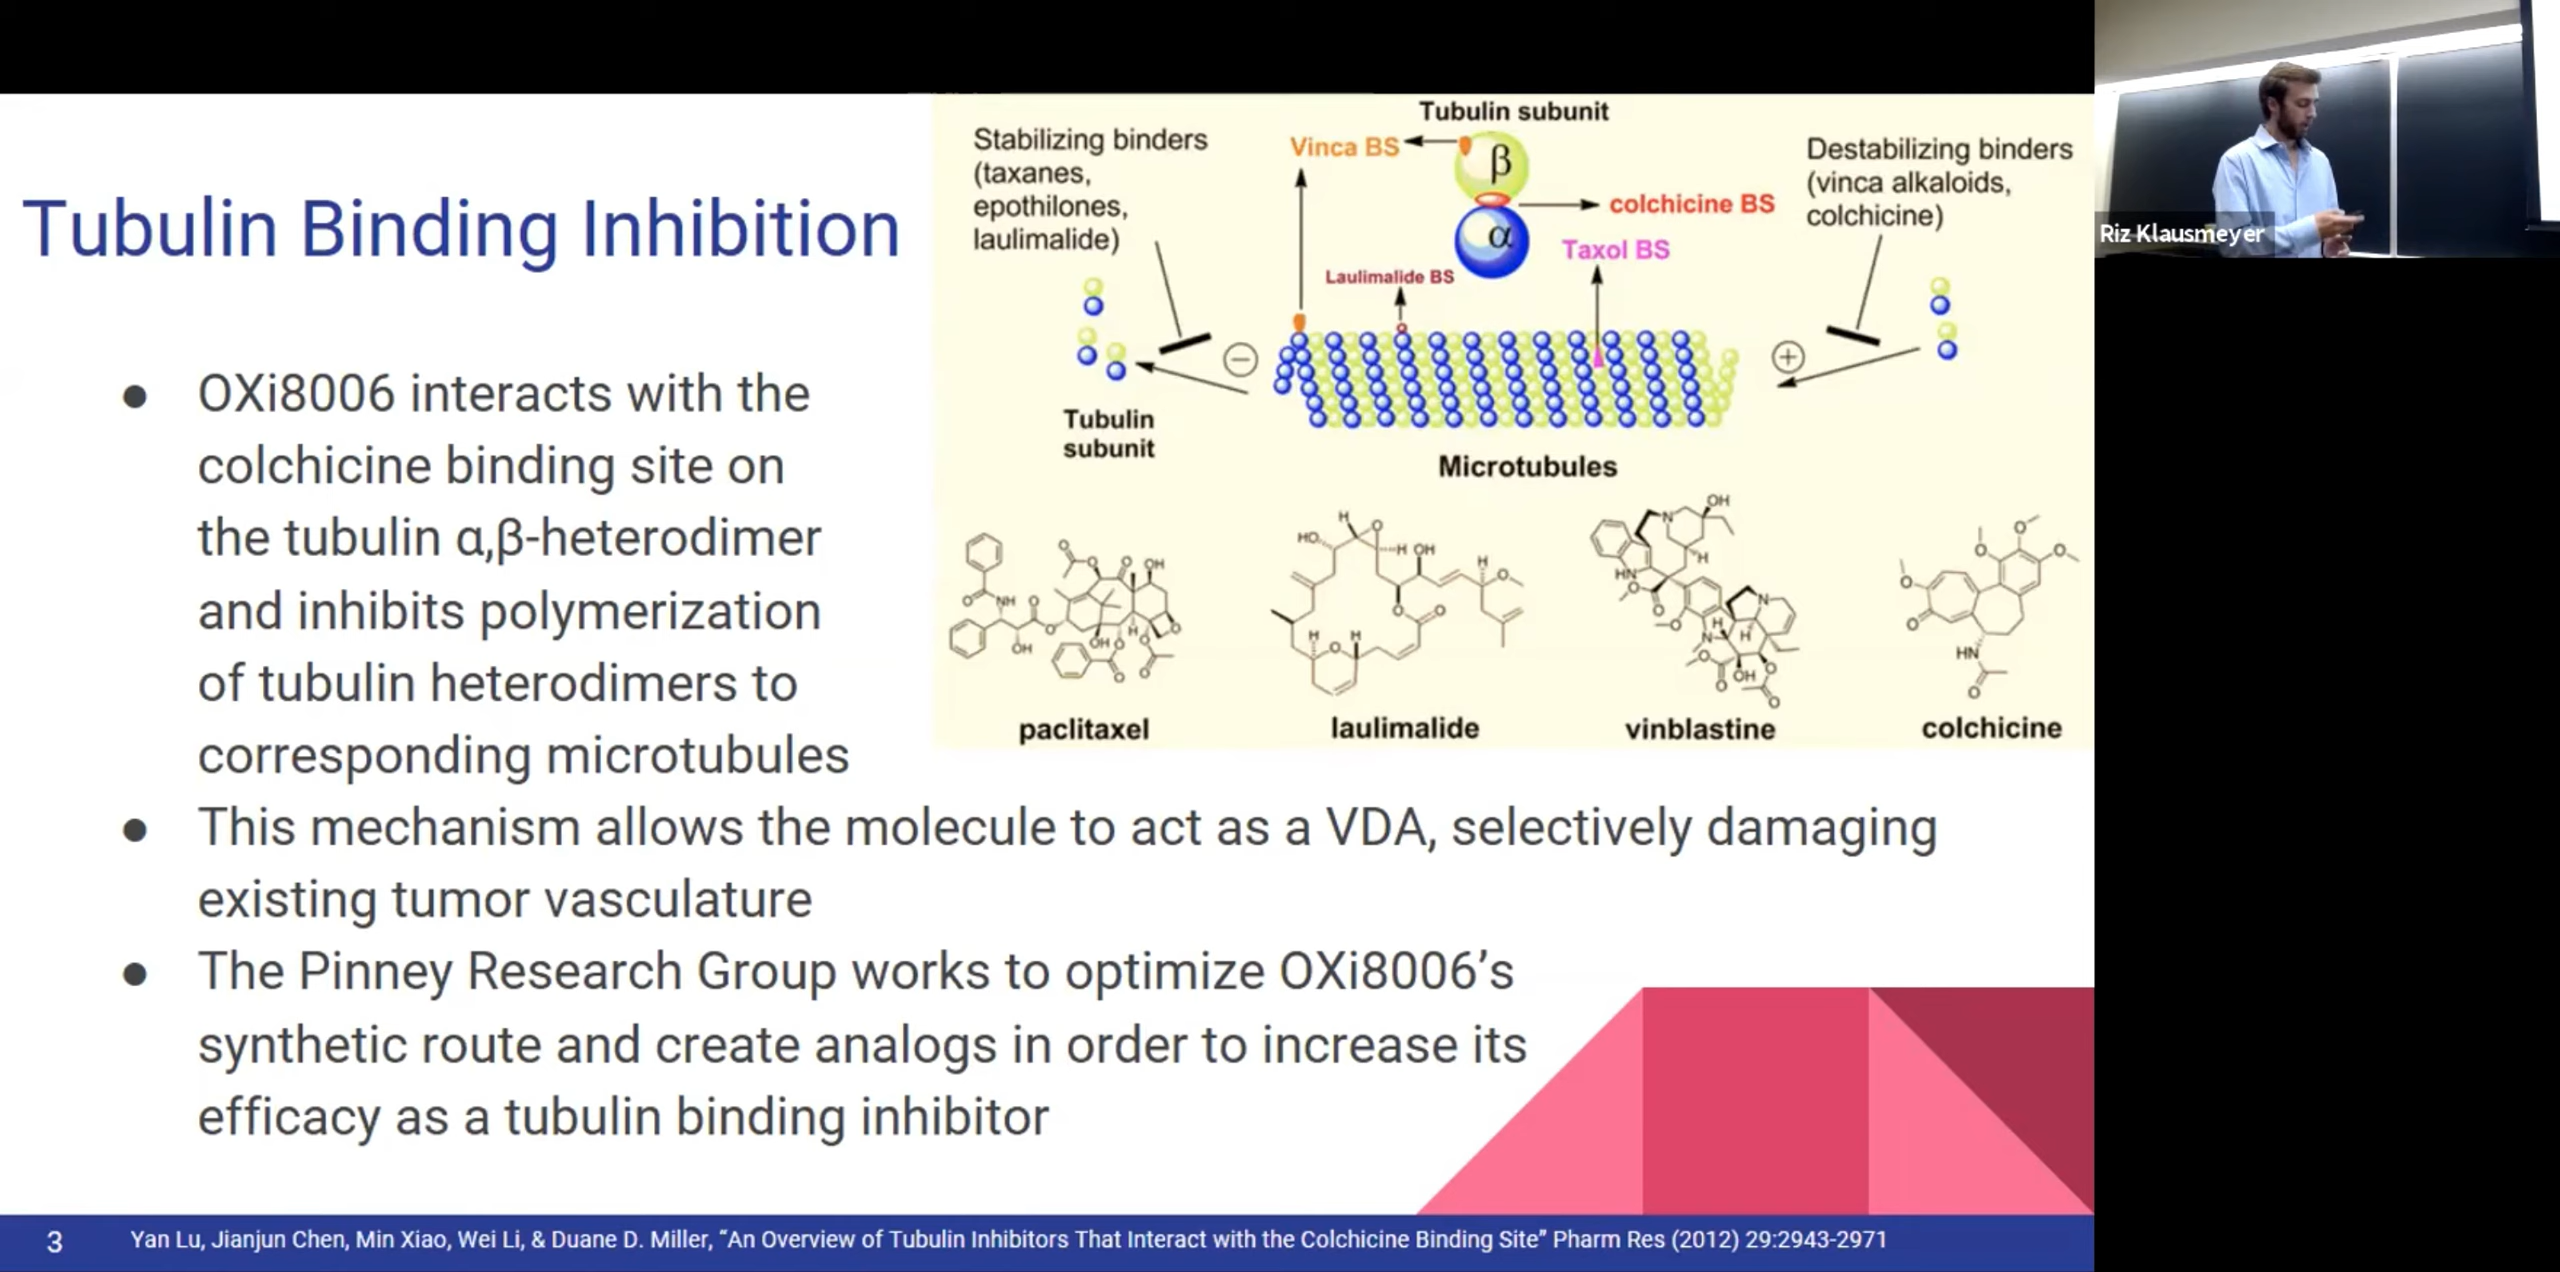 Tubulin Binding Inhibition
● OXi8006 interacts with the
colchicine binding site on
the tubulin α,β-heterodimer
and inhibits polymerization
of tubulin heterodimers to
corresponding microtubules
● This mechanism allows the molecule to act as a VDA, selectively damaging
existing tumor vasculature
● The Pinney Research Group works to optimize OXi8006’s
synthetic route and create analogs in order to increase its
efficacy as a tubulin binding inhibitor
Tubulin subunit
Stabilizing binders
(taxanes,
epothilones,
laulimalide)
Vinca BS
β
α
colchicine BS
Taxol BS
Laulimalide BS
Destabilizing binders
(vinca alkaloids,
colchicine)
−
+
Tubulin
subunit
Microtubules
paclitaxel
laulimalide
vinblastine
colchicine
3
Yan Lu, Jianjun Chen, Min Xiao, Wei Li, & Duane D. Miller, “An Overview of Tubulin Inhibitors That Interact with the Colchicine Binding Site” Pharm Res (2012) 29:2943-2971
Riz Klausmeyer